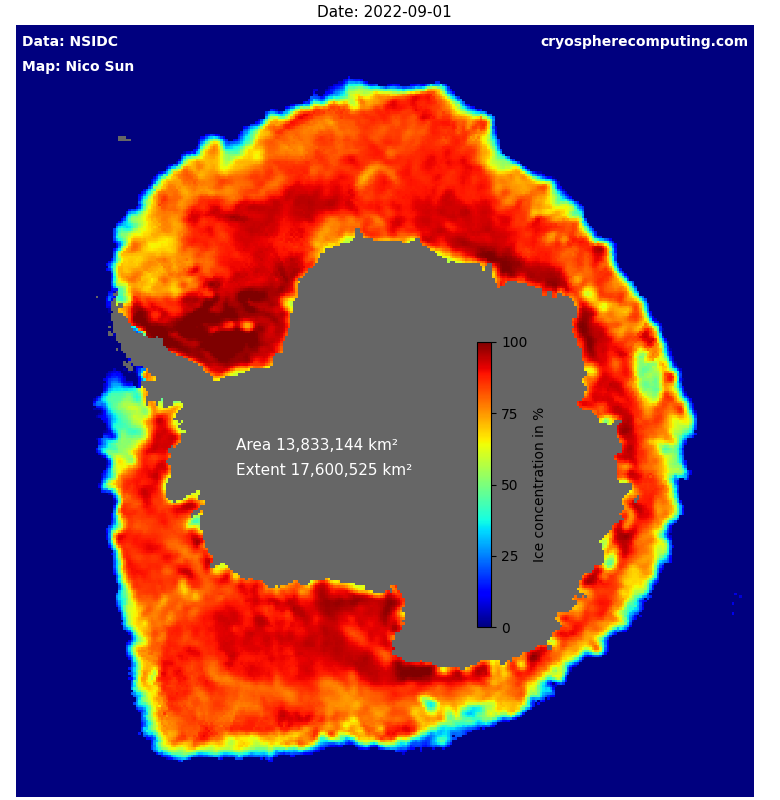 Date: 2022-09-01
Data: NSIDC
cryospherecomputing.com
Map: Nico Sun
100
75
50
25
0
Ice concentration in %
Area 13,833,144 km²
Extent 17,600,525 km²